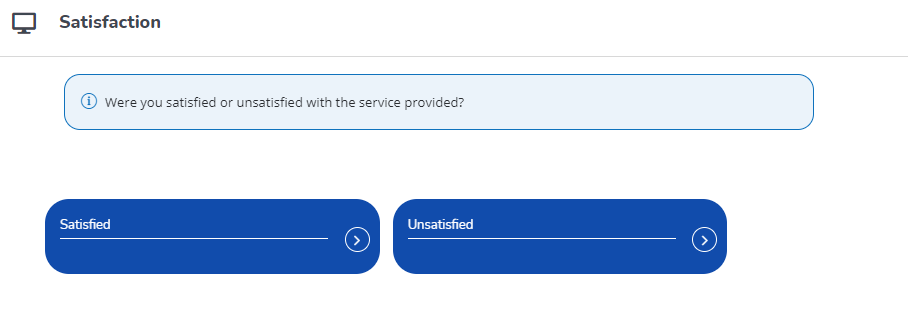 Satisfaction
Were you satisfied or unsatisfied with the service provided?
Satisfied
Unsatisfied